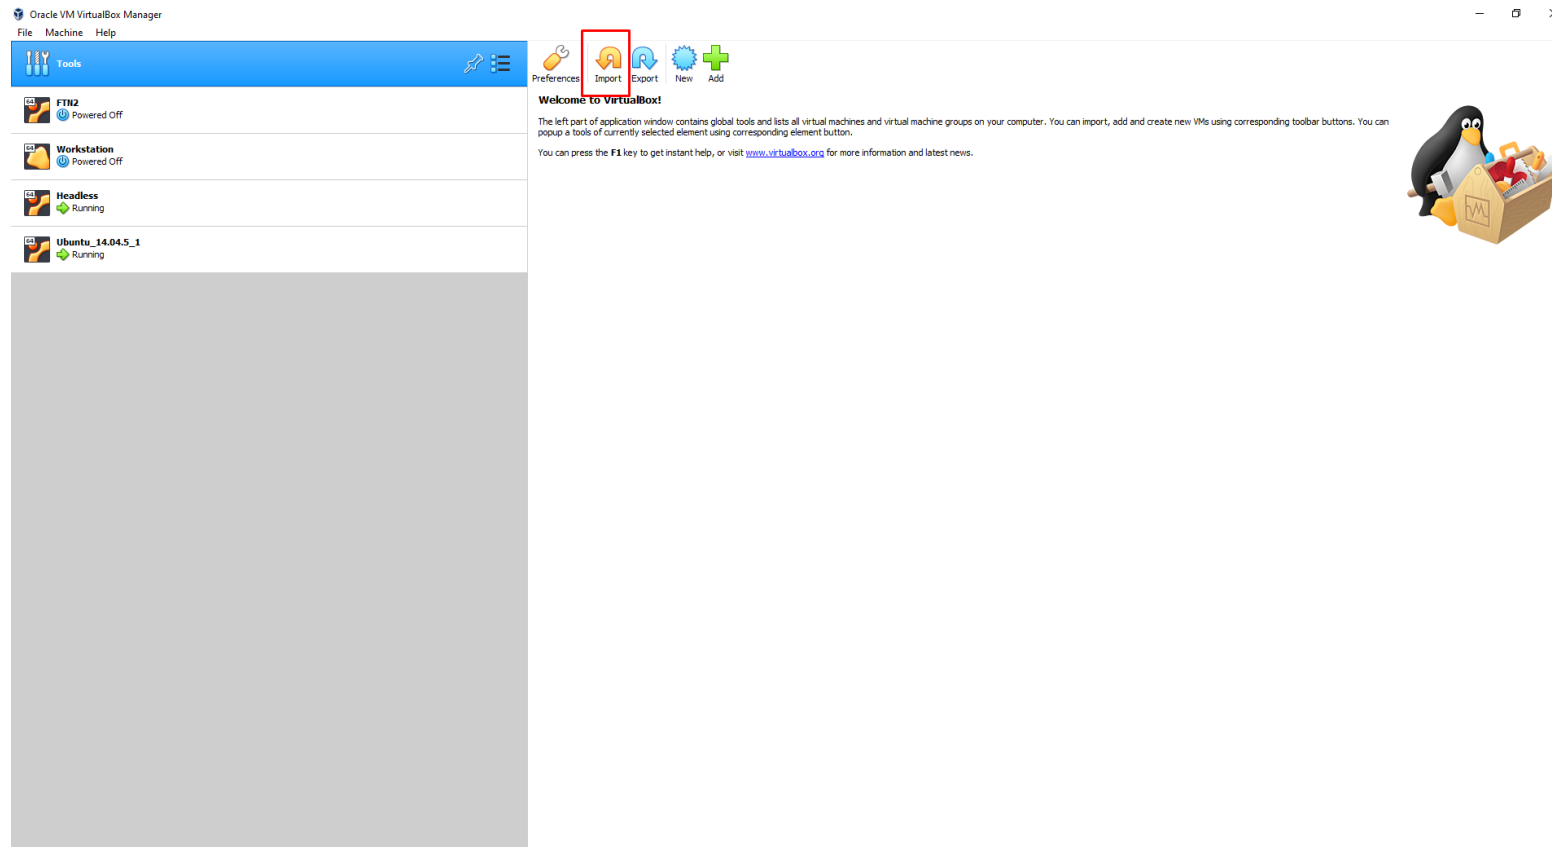 Oracle VM VirtualBox Manager
File Machine Help
Tools
Preferences Import Export New Add
64 FTN2
Powered Off
64 Workstation
Powered Off
64 Headless
Running
64 Ubuntu_14.04.5_1
Running
Welcome to VirtualBox!
The left part of application window contains global tools and lists all virtual machines and virtual machine groups on your computer. You can import, add and create new VMs using corresponding toolbar buttons. You can
popup a tools of currently selected element using corresponding element button.
You can press the F1 key to get instant help, or visit www.virtualbox.org for more information and latest news.